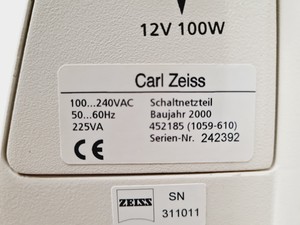 12V 100W
Carl Zeiss
100...240VAC Schaltnetzteil
50...60Hz Baujahr 2000
225VA 452185 (1059-610)
CE Serien-Nr. 242392
ZEISS SN
311011